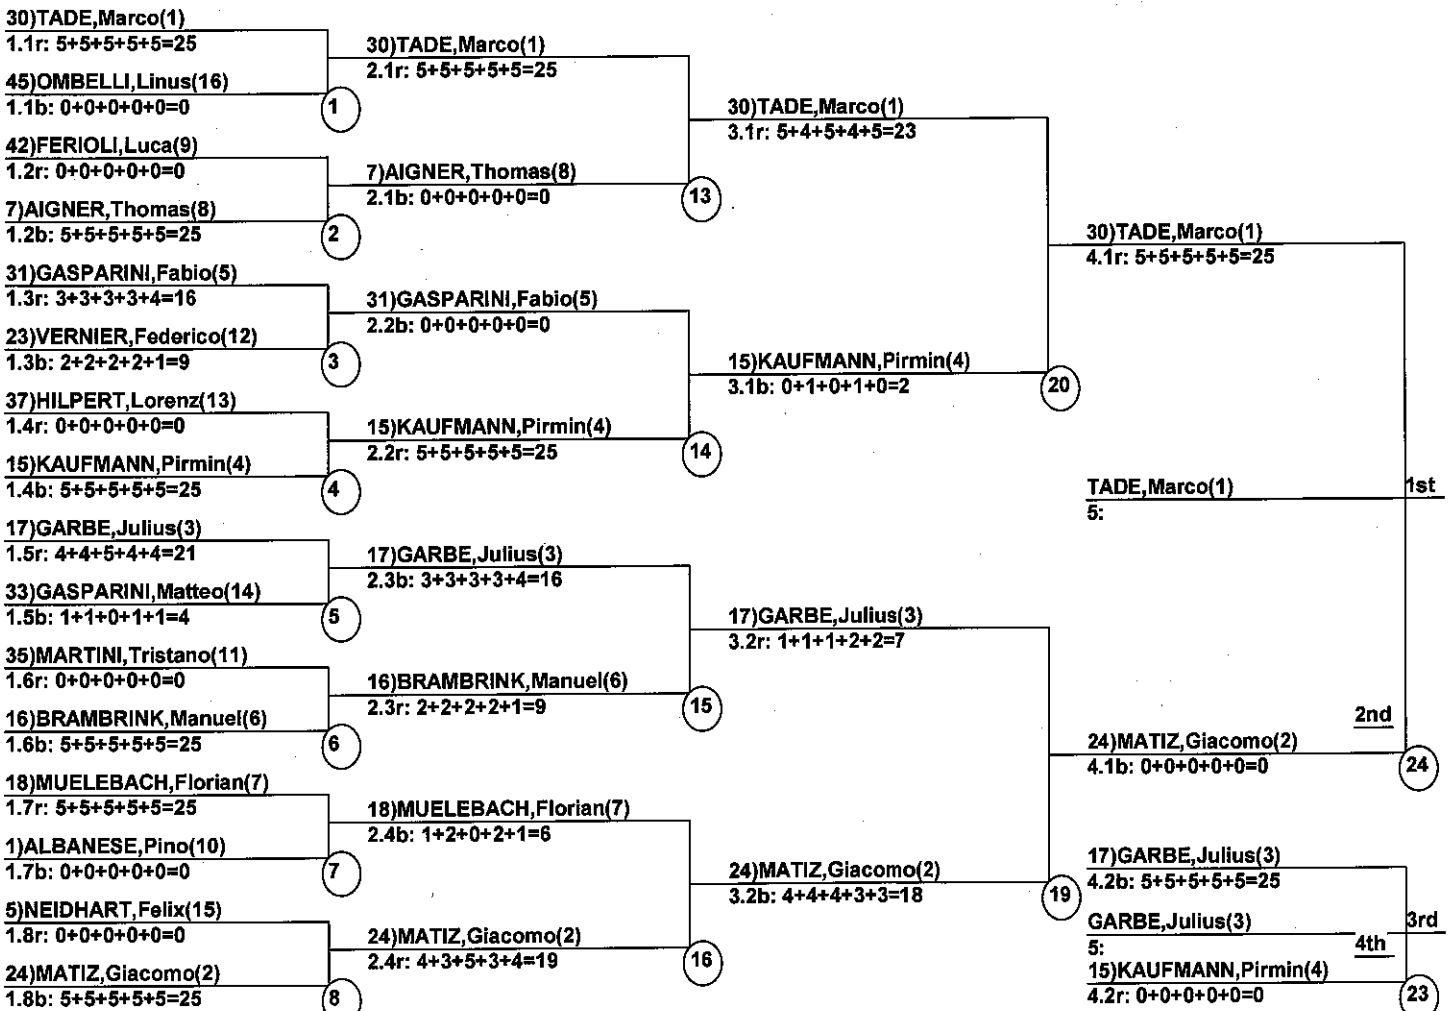 30)TADE,Marco(1)
1.1r: 5+5+5+5+5=25
45)OMBELLI,Linus(16)
1.1b: 0+0+0+0+0=0
1
42)FERIOLI,Luca(9)
1.2r: 0+0+0+0+0=0
7)AIGNER,Thomas(8)
1.2b: 5+5+5+5+5=25
2
31)GASPARINI,Fabio(5)
1.3r: 3+3+3+3+4=16
23)VERNIER,Federico(12)
1.3b: 2+2+2+2+1=9
3
37)HILPERT,Lorenz(13)
1.4r: 0+0+0+0+0=0
15)KAUFMANN,Pirmin(4)
1.4b: 5+5+5+5+5=25
4
17)GARBE,Julius(3)
1.5r: 4+4+5+4+4=21
33)GASPARINI,Matteo(14)
1.5b: 1+1+0+1+1=4
5
35)MARTINI,Tristano(11)
1.6r: 0+0+0+0+0=0
16)BRAMBRINK,Manuel(6)
1.6b: 5+5+5+5+5=25
6
18)MUELEBACH,Florian(7)
1.7r: 5+5+5+5+5=25
1)ALBANESE,Pino(10)
1.7b: 0+0+0+0+0=0
7
5)NEIDHART,Felix(15)
1.8r: 0+0+0+0+0=0
24)MATIZ,Giacomo(2)
1.8b: 5+5+5+5+5=25
8
30)TADE,Marco(1)
2.1r: 5+5+5+5+5=25
7)AIGNER,Thomas(8)
2.1b: 0+0+0+0+0=0
13
31)GASPARINI,Fabio(5)
2.2b: 0+0+0+0+0=0
15)KAUFMANN,Pirmin(4)
2.2r: 5+5+5+5+5=25
14
17)GARBE,Julius(3)
2.3b: 3+3+3+3+4=16
16)BRAMBRINK,Manuel(6)
2.3r: 2+2+2+2+1=9
15
18)MUELEBACH,Florian(7)
2.4b: 1+2+0+2+1=6
24)MATIZ,Giacomo(2)
2.4r: 4+3+5+3+4=19
16
30)TADE,Marco(1)
3.1r: 5+4+5+4+5=23
15)KAUFMANN,Pirmin(4)
3.1b: 0+1+0+1+0=2
20
17)GARBE,Julius(3)
3.2r: 1+1+1+2+2=7
24)MATIZ,Giacomo(2)
3.2b: 4+4+4+3+3=18
19
30)TADE,Marco(1)
4.1r: 5+5+5+5+5=25
TADE,Marco(1) 1st
5:
2nd
24)MATIZ,Giacomo(2)
4.1b: 0+0+0+0+0=0
24
17)GARBE,Julius(3)
4.2b: 5+5+5+5+5=25
GARBE,Julius(3) 3rd
5: 4th
15)KAUFMANN,Pirmin(4)
4.2r: 0+0+0+0+0=0
23